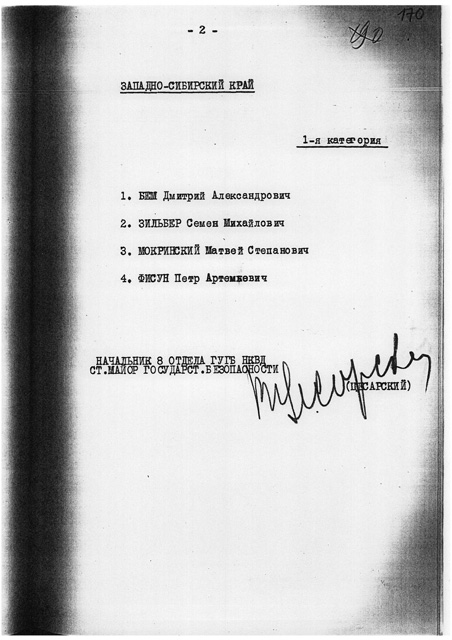 170
- 2 -
ЗАПАДНО-СИБИРСКИЙ КРАЙ
1-я категория
1. БЕМ Дмитрий Александрович
2. ЗИЛЬБЕР Семен Михайлович
3. МОКРИНСКИЙ Матвей Степанович
4. ФИСУН Петр Артемьевич
НАЧАЛЬНИК 8 ОТДЕЛА ГУГБ НКВД
СТ.МАЙОР ГОСУДАРСТ.БЕЗОПАСНОСТИ
(ЦЕСАРСКИЙ)